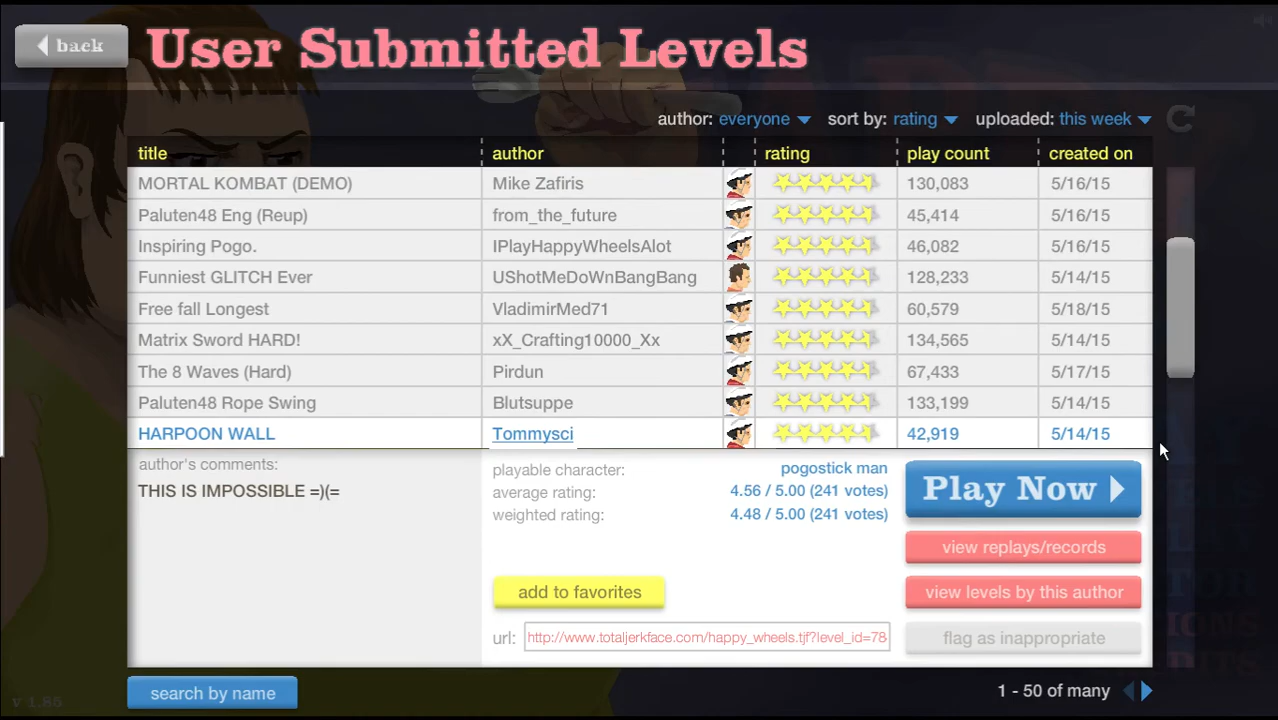 back
User Submitted Levels
author: everyone sort by: rating uploaded: this week
title author rating play count created on
MORTAL KOMBAT (DEMO) Mike Zafiris 130,083 5/16/15
Paluten48 Eng (Reup) from_the_future 45,414 5/16/15
Inspiring Pogo. IPlayHappyWheelsAlot 46,082 5/16/15
Funniest GLITCH Ever UShotMeDoWnBangBang 128,233 5/14/15
Free fall Longest VladimirMed71 60,579 5/18/15
Matrix Sword HARD! xX_Crafting10000_Xx 134,565 5/14/15
The 8 Waves (Hard) Pirdun 67,433 5/17/15
Paluten48 Rope Swing Blutsuppe 133,199 5/14/15
HARPOON WALL Tommysci 42,919 5/14/15
author's comments:
THIS IS IMPOSSIBLE =)(=
playable character: pogostick man
average rating: 4.56 / 5.00 (241 votes)
weighted rating: 4.48 / 5.00 (241 votes)
add to favorites
url: http://www.totaljerkface.com/happy_wheels.tjf?level_id=78
Play Now
view replays/records
view levels by this author
flag as inappropriate
search by name
1 - 50 of many
v 1.85